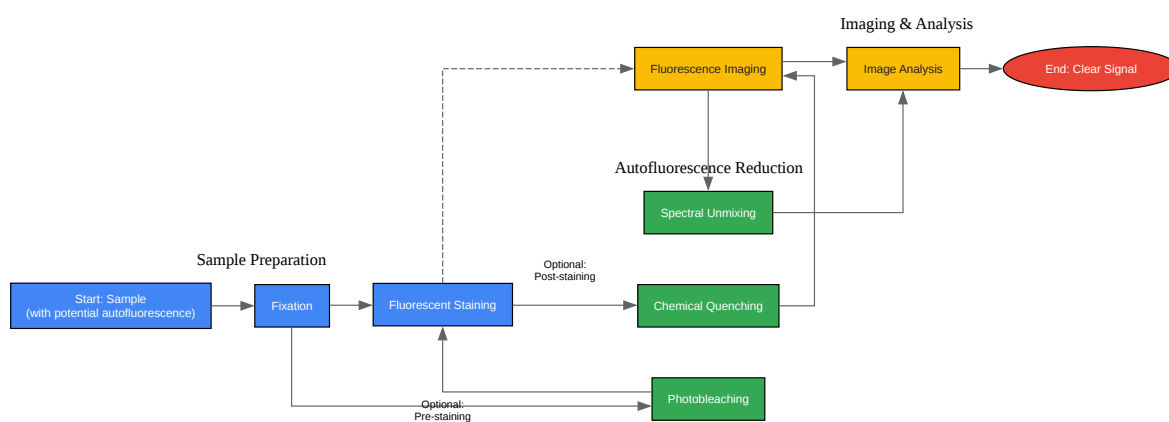 Imaging & Analysis
Fluorescence Imaging
Image Analysis
End: Clear Signal
Autofluorescence Reduction
Spectral Unmixing
Sample Preparation
Optional:
Post-staining
Start: Sample
(with potential autofluorescence)
Fixation
Fluorescent Staining
Chemical Quenching
Photobleaching
Optional:
Pre-staining